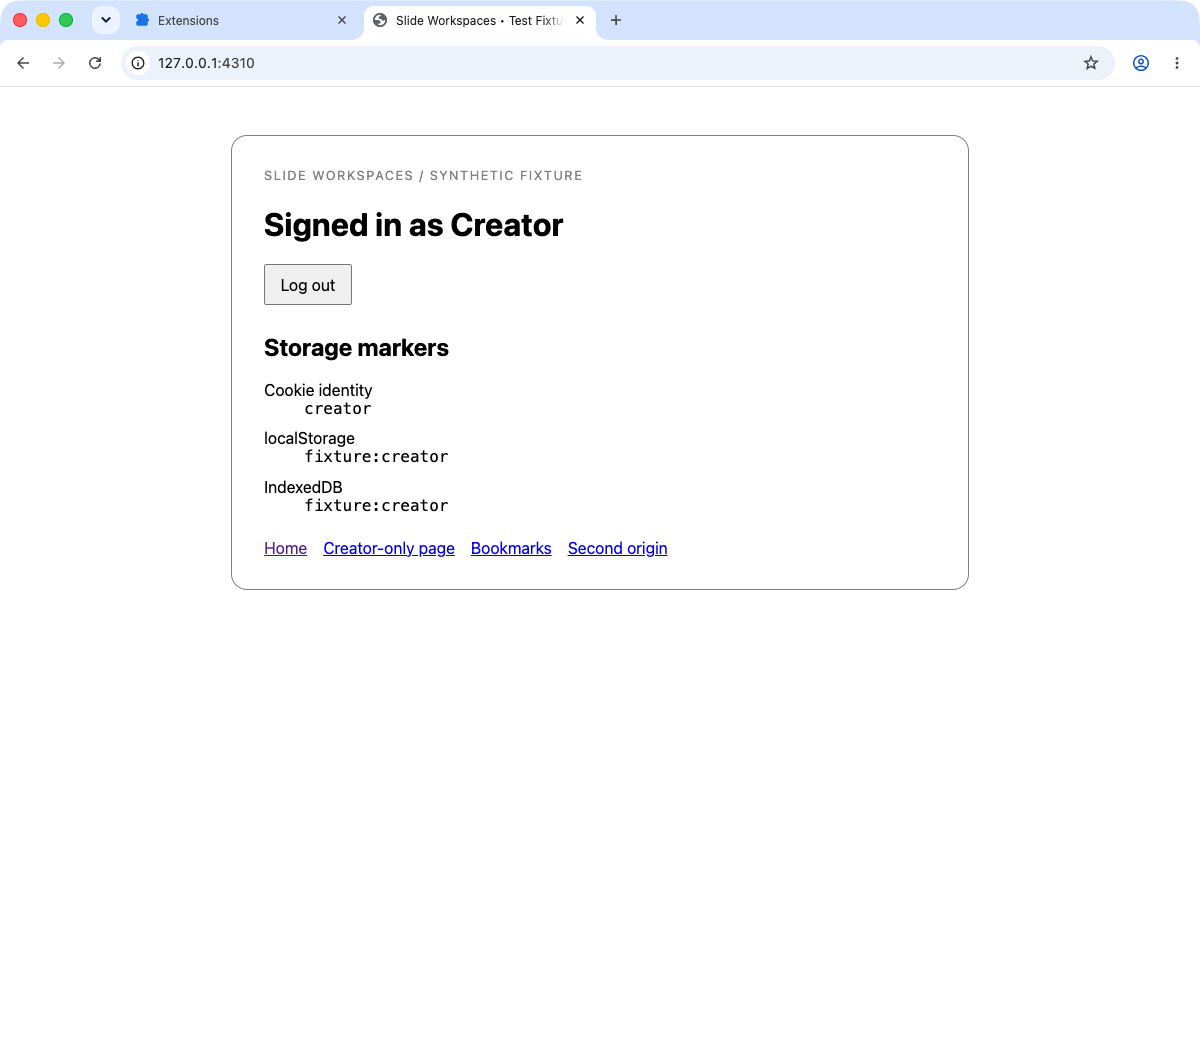 Extensions
Slide Workspaces • Test Fixtu
127.0.0.1:4310
SLIDE WORKSPACES / SYNTHETIC FIXTURE
Signed in as Creator
Log out
Storage markers
Cookie identity
creator
localStorage
fixture:creator
IndexedDB
fixture:creator
Home Creator-only page Bookmarks Second origin